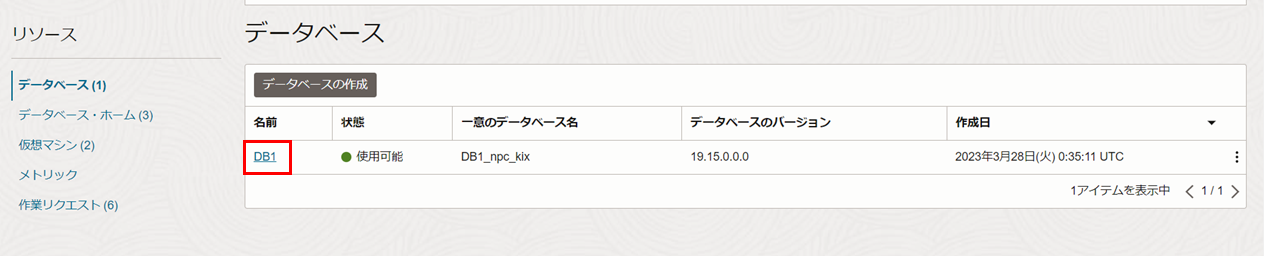 リソース
データベース (1)
データベース・ホーム (3)
仮想マシン (2)
メトリック
作業リクエスト (6)
データベース
データベースの作成
名前 状態 一意のデータベース名 データベースのバージョン 作成日
DB1 使用可能 DB1_npc_kix 19.15.0.0.0 2023年3月28日(火) 0:35:11 UTC
1アイテムを表示中 1 / 1